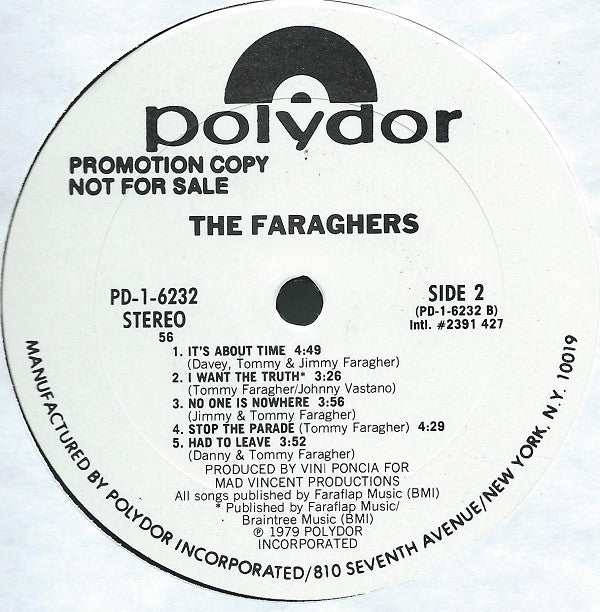 polydor
PROMOTION COPY
NOT FOR SALE
THE FARAGHERS
PD-1-6232
STEREO
56
SIDE 2
(PD-1-6232 B)
Intl. #2391 427
1. IT'S ABOUT TIME 4:49
(Davey, Tommy & Jimmy Faragher)
2. I WANT THE TRUTH* 3:26
(Tommy Faragher/Johnny Vastano)
3. NO ONE IS NOWHERE 3:56
(Jimmy & Tommy Faragher)
4. STOP THE PARADE (Tommy Faragher) 4:29
5. HAD TO LEAVE 3:52
(Danny & Tommy Faragher)
PRODUCED BY VINI PONCIA FOR
MAD VINCENT PRODUCTIONS
All songs published by Faraflap Music (BMI)
* Published by Faraflap Music/
Braintree Music (BMI)
℗ 1979 POLYDOR
INCORPORATED
MANUFACTURED BY POLYDOR INCORPORATED/810 SEVENTH AVENUE/NEW YORK, N.Y. 10019